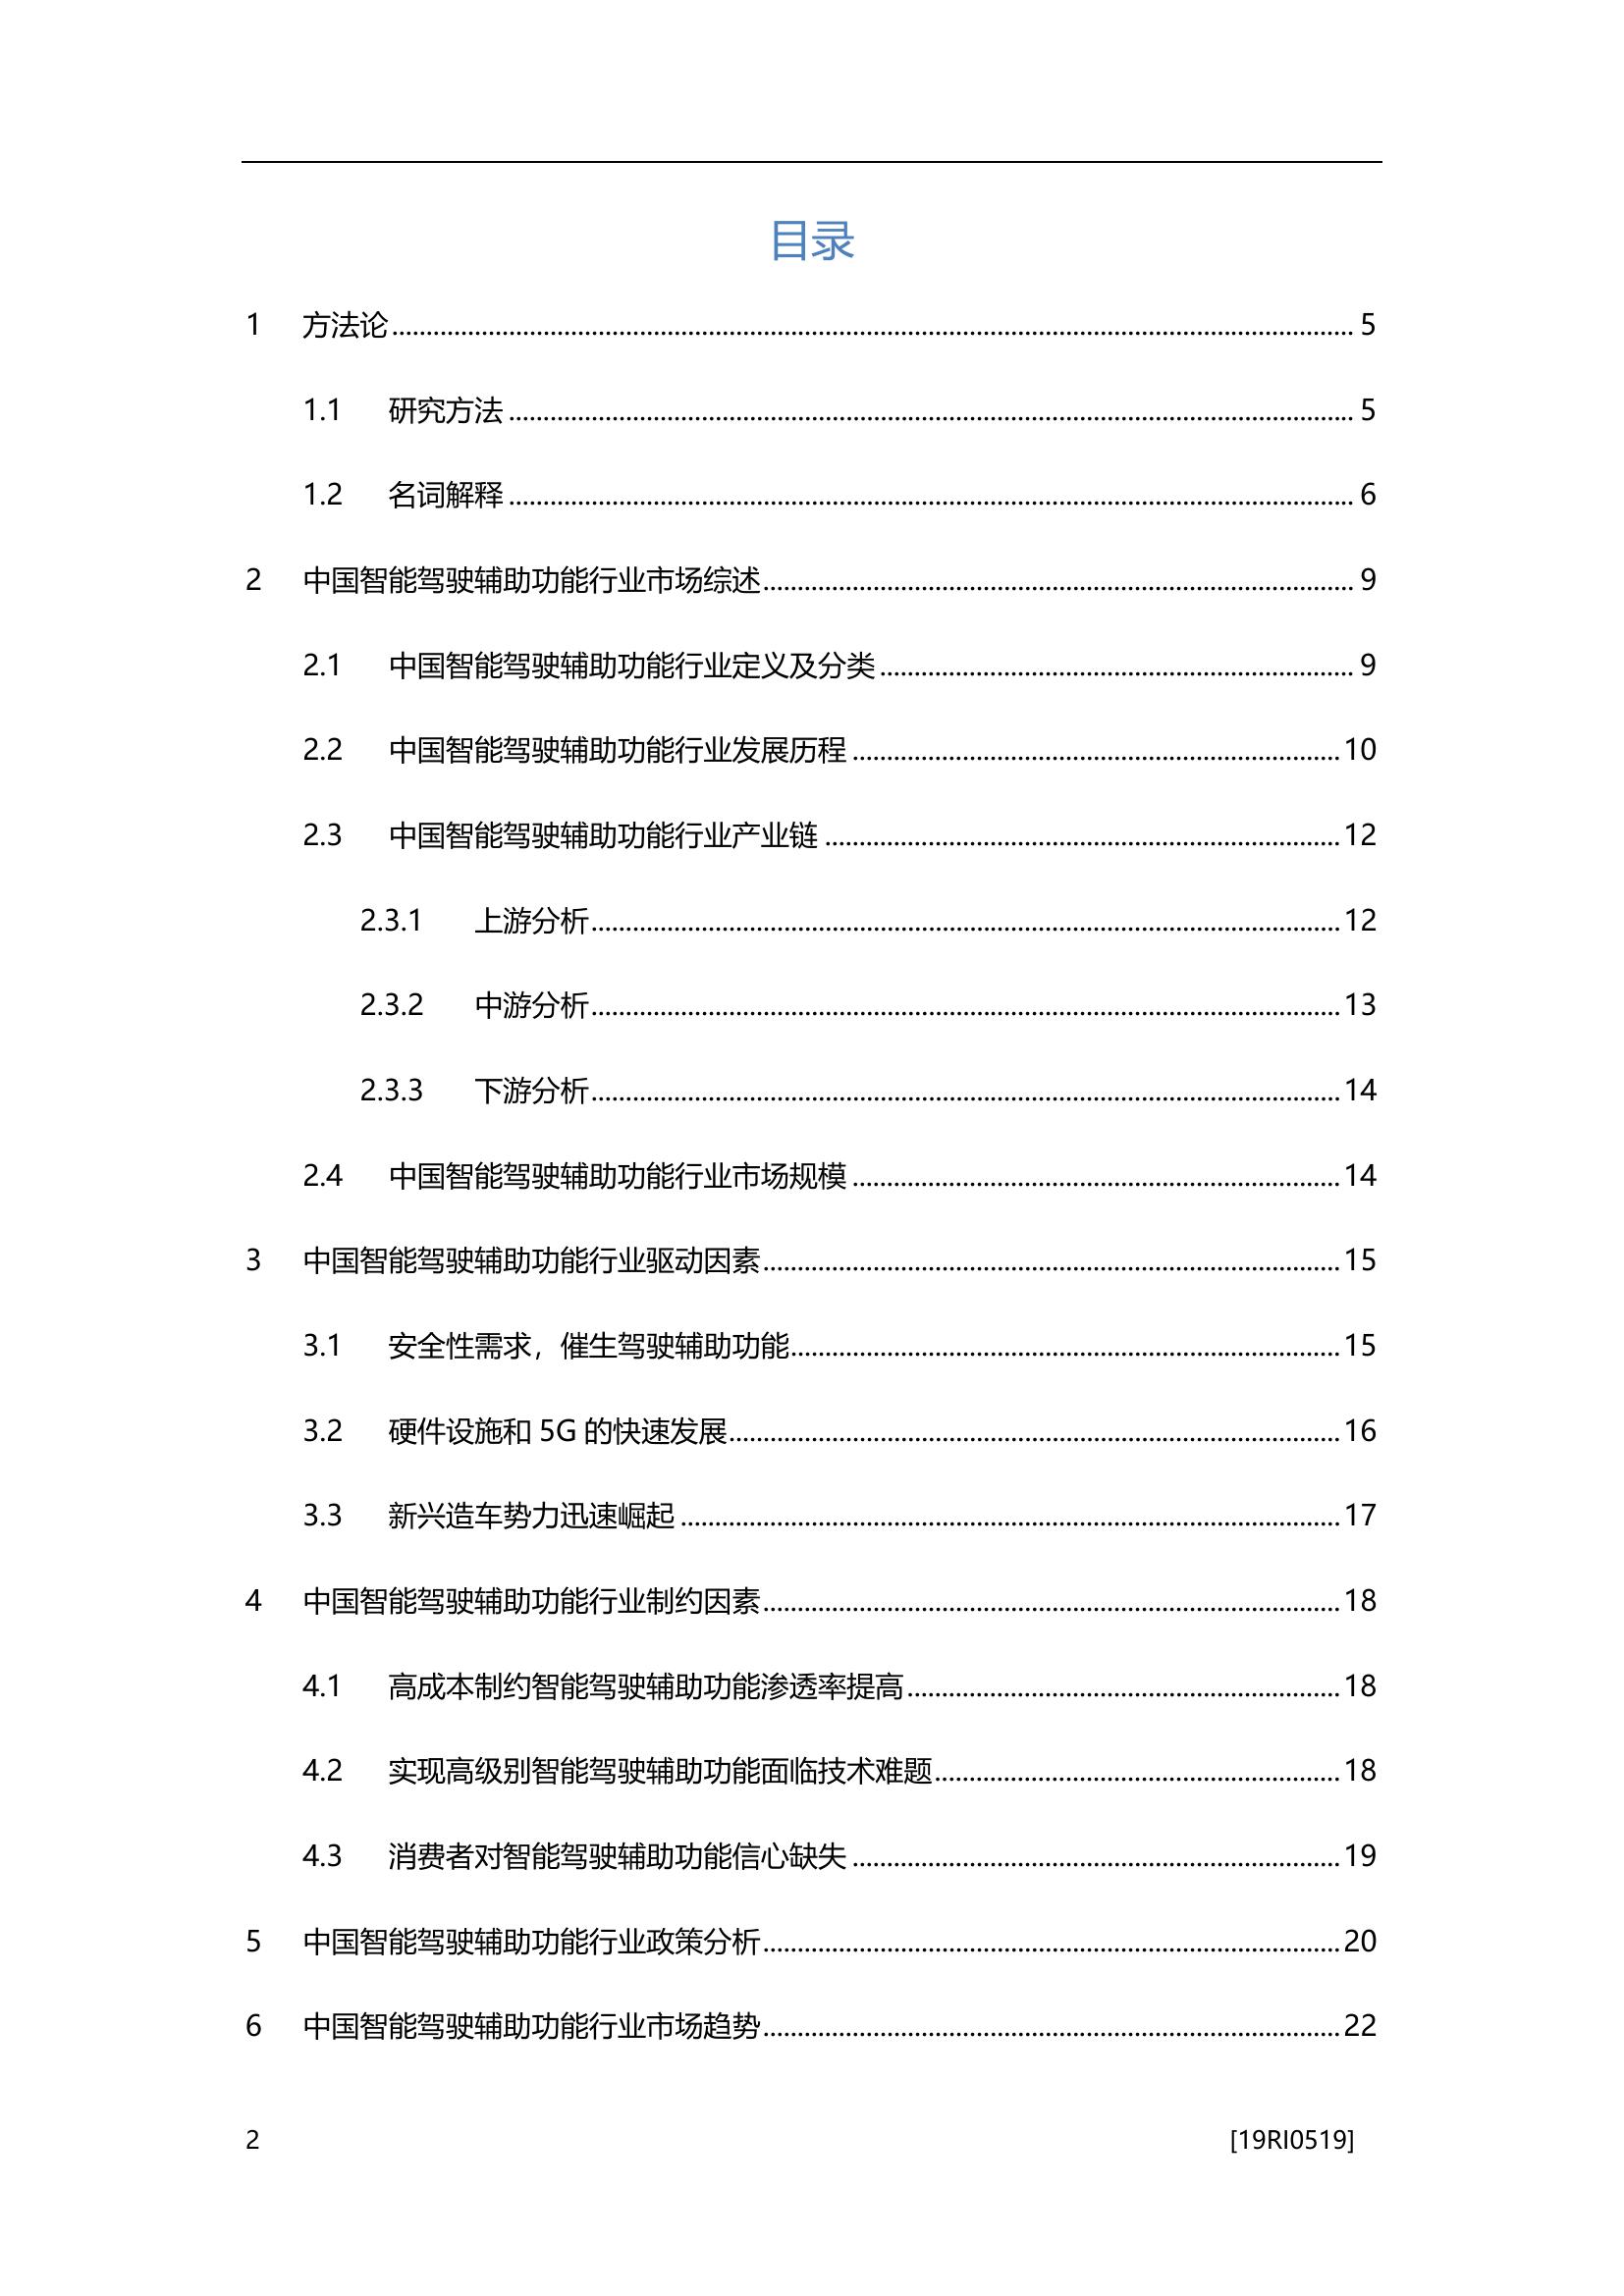 目录
1 方法论 5
1.1 研究方法 5
1.2 名词解释 6
2 中国智能驾驶辅助功能行业市场综述 9
2.1 中国智能驾驶辅助功能行业定义及分类 9
2.2 中国智能驾驶辅助功能行业发展历程 10
2.3 中国智能驾驶辅助功能行业产业链 12
2.3.1 上游分析 12
2.3.2 中游分析 13
2.3.3 下游分析 14
2.4 中国智能驾驶辅助功能行业市场规模 14
3 中国智能驾驶辅助功能行业驱动因素 15
3.1 安全性需求，催生驾驶辅助功能 15
3.2 硬件设施和 5G 的快速发展 16
3.3 新兴造车势力迅速崛起 17
4 中国智能驾驶辅助功能行业制约因素 18
4.1 高成本制约智能驾驶辅助功能渗透率提高 18
4.2 实现高级别智能驾驶辅助功能面临技术难题 18
4.3 消费者对智能驾驶辅助功能信心缺失 19
5 中国智能驾驶辅助功能行业政策分析 20
6 中国智能驾驶辅助功能行业市场趋势 22
2 [19RI0519]